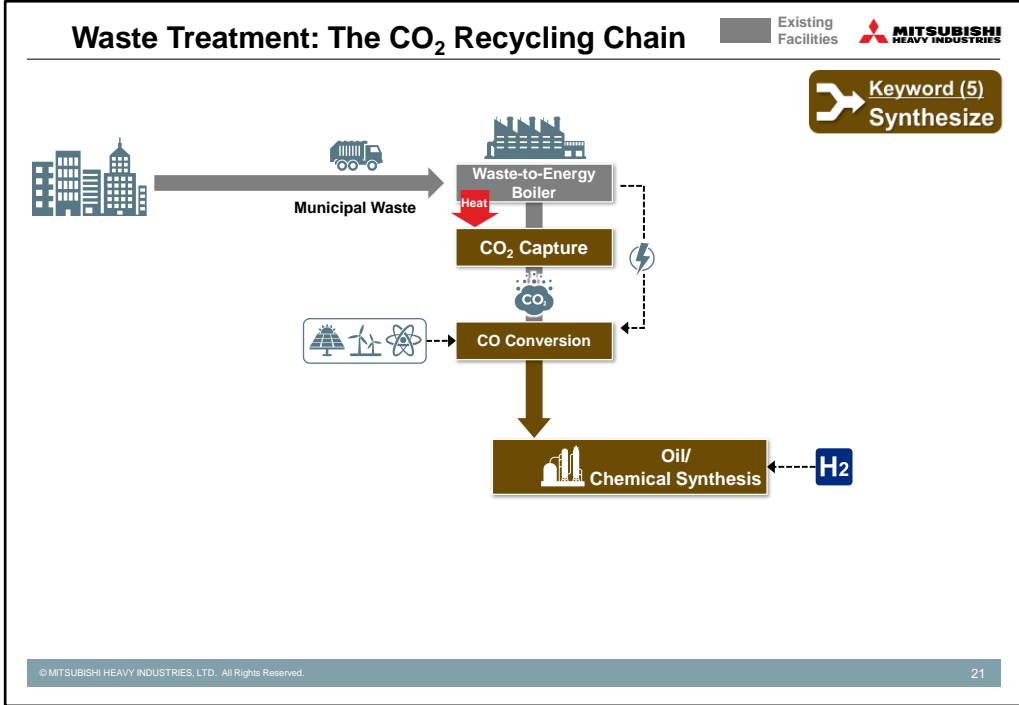 Waste Treatment: The CO₂ Recycling Chain
Existing
Facilities
MITSUBISHI
HEAVY INDUSTRIES
Keyword (5)
Synthesize
Waste-to-Energy
Boiler
Municipal Waste
Heat
CO₂ Capture
CO₂
CO Conversion
Oil/
Chemical Synthesis
H2
© MITSUBISHI HEAVY INDUSTRIES, LTD. All Rights Reserved.
21